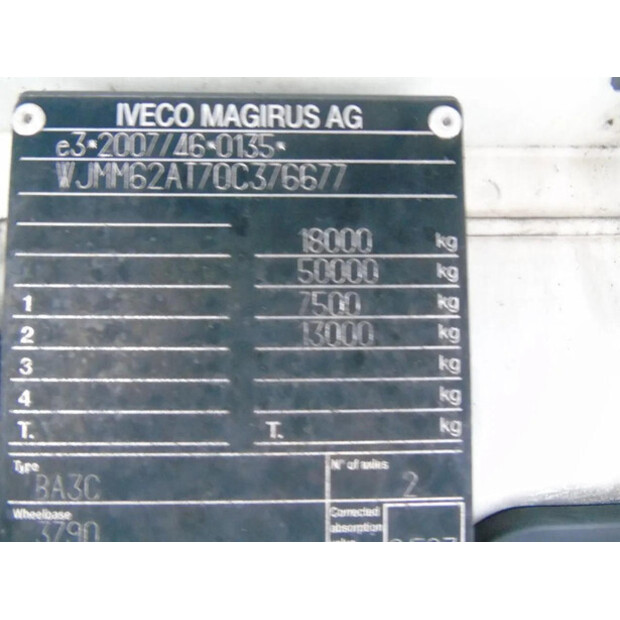 IVECO MAGIRUS AG
e3*2007/46*0135*
WJMM62AT70C376677
18000 kg
50000 kg
1 7500 kg
2 13000 kg
3 kg
4 kg
T. T. kg
Type N° of axles
BA3C 2
Wheelbase Corrected
3790 absorption